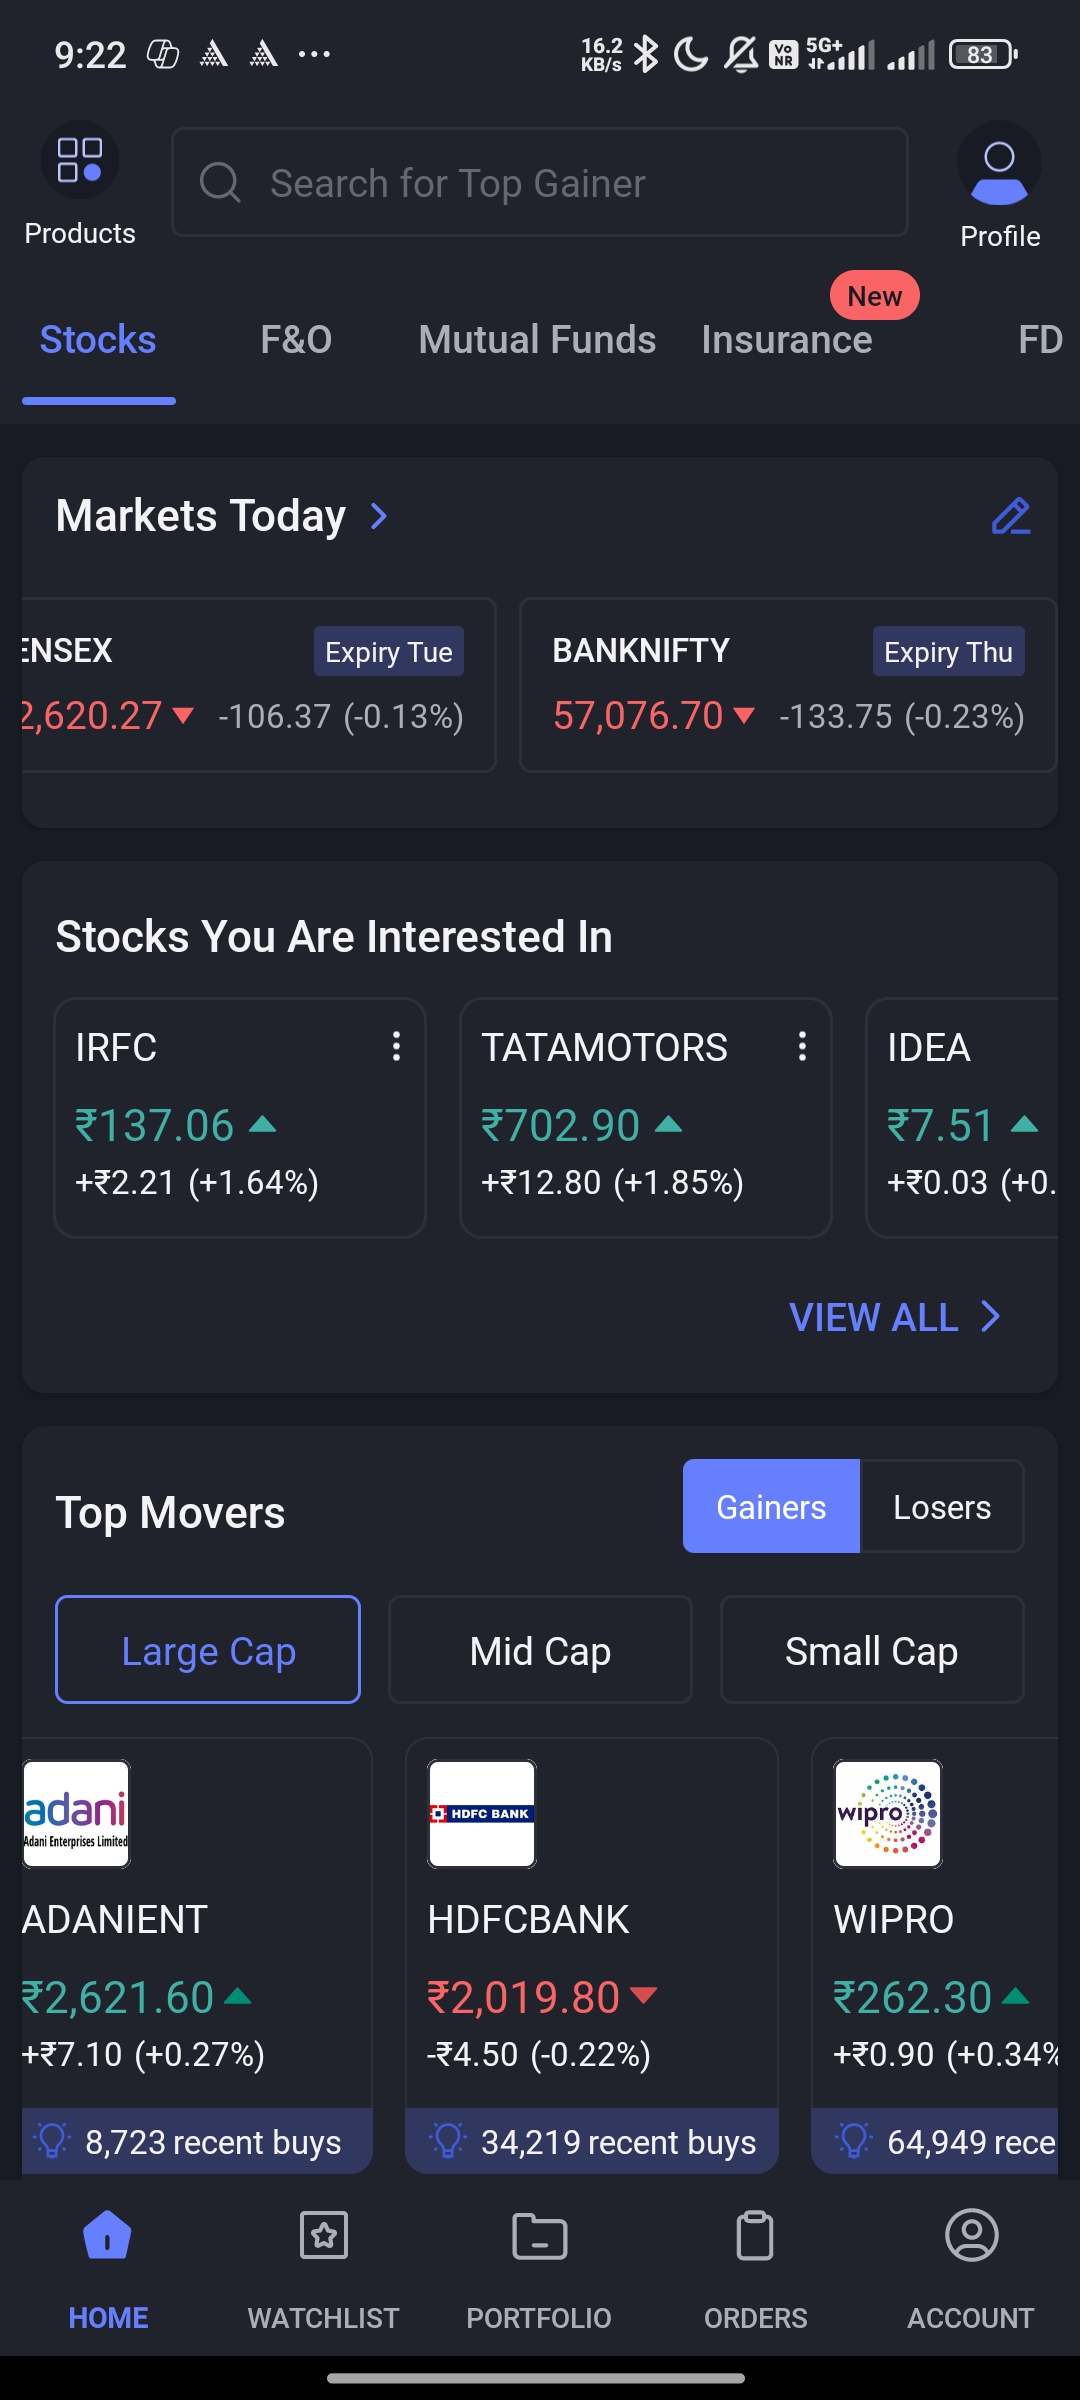 9:22 16.2 KB/s Vo NR 5G+ 83
Search for Top Gainer
Products
Profile
New
Stocks F&O Mutual Funds Insurance FD
Markets Today
ENSEX Expiry Tue
2,620.27 -106.37 (-0.13%)
BANKNIFTY Expiry Thu
57,076.70 -133.75 (-0.23%)
Stocks You Are Interested In
IRFC
₹137.06
+₹2.21 (+1.64%)
TATAMOTORS
₹702.90
+₹12.80 (+1.85%)
IDEA
₹7.51
+₹0.03 (+0.
VIEW ALL
Top Movers
Gainers Losers
Large Cap Mid Cap Small Cap
adani
Adani Enterprises Limited
ADANIENT
₹2,621.60
+₹7.10 (+0.27%)
8,723 recent buys
HDFC BANK
HDFCBANK
₹2,019.80
-₹4.50 (-0.22%)
34,219 recent buys
wipro
WIPRO
₹262.30
+₹0.90 (+0.34%
64,949 rece
HOME WATCHLIST PORTFOLIO ORDERS ACCOUNT